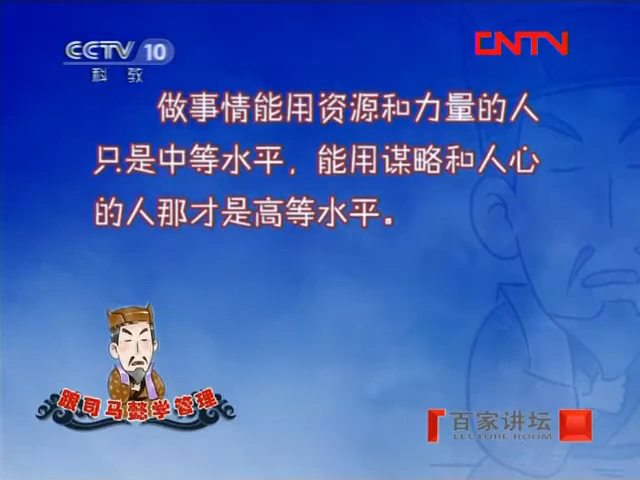 CCTV 10
科教
CNTV
做事情能用资源和力量的人
只是中等水平，能用谋略和人心
的人那才是高等水平。
跟司马懿学管理
百家讲坛
LECTURE ROOM